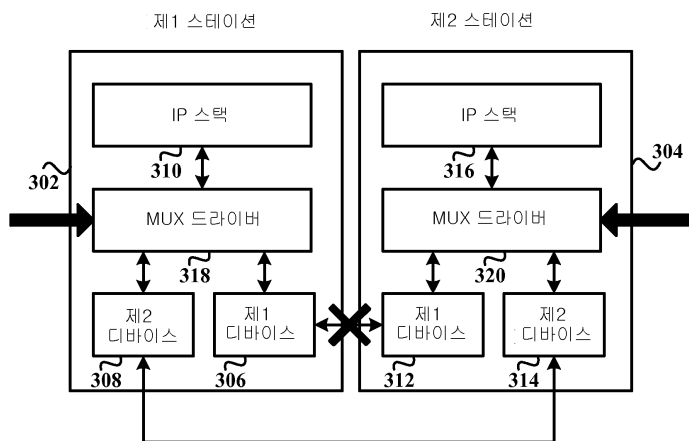 제1 스테이션
제2 스테이션
IP 스택
310
302
MUX 드라이버
318
제2
디바이스
308
제1
디바이스
306
IP 스택
316
304
MUX 드라이버
320
제1
디바이스
312
제2
디바이스
314